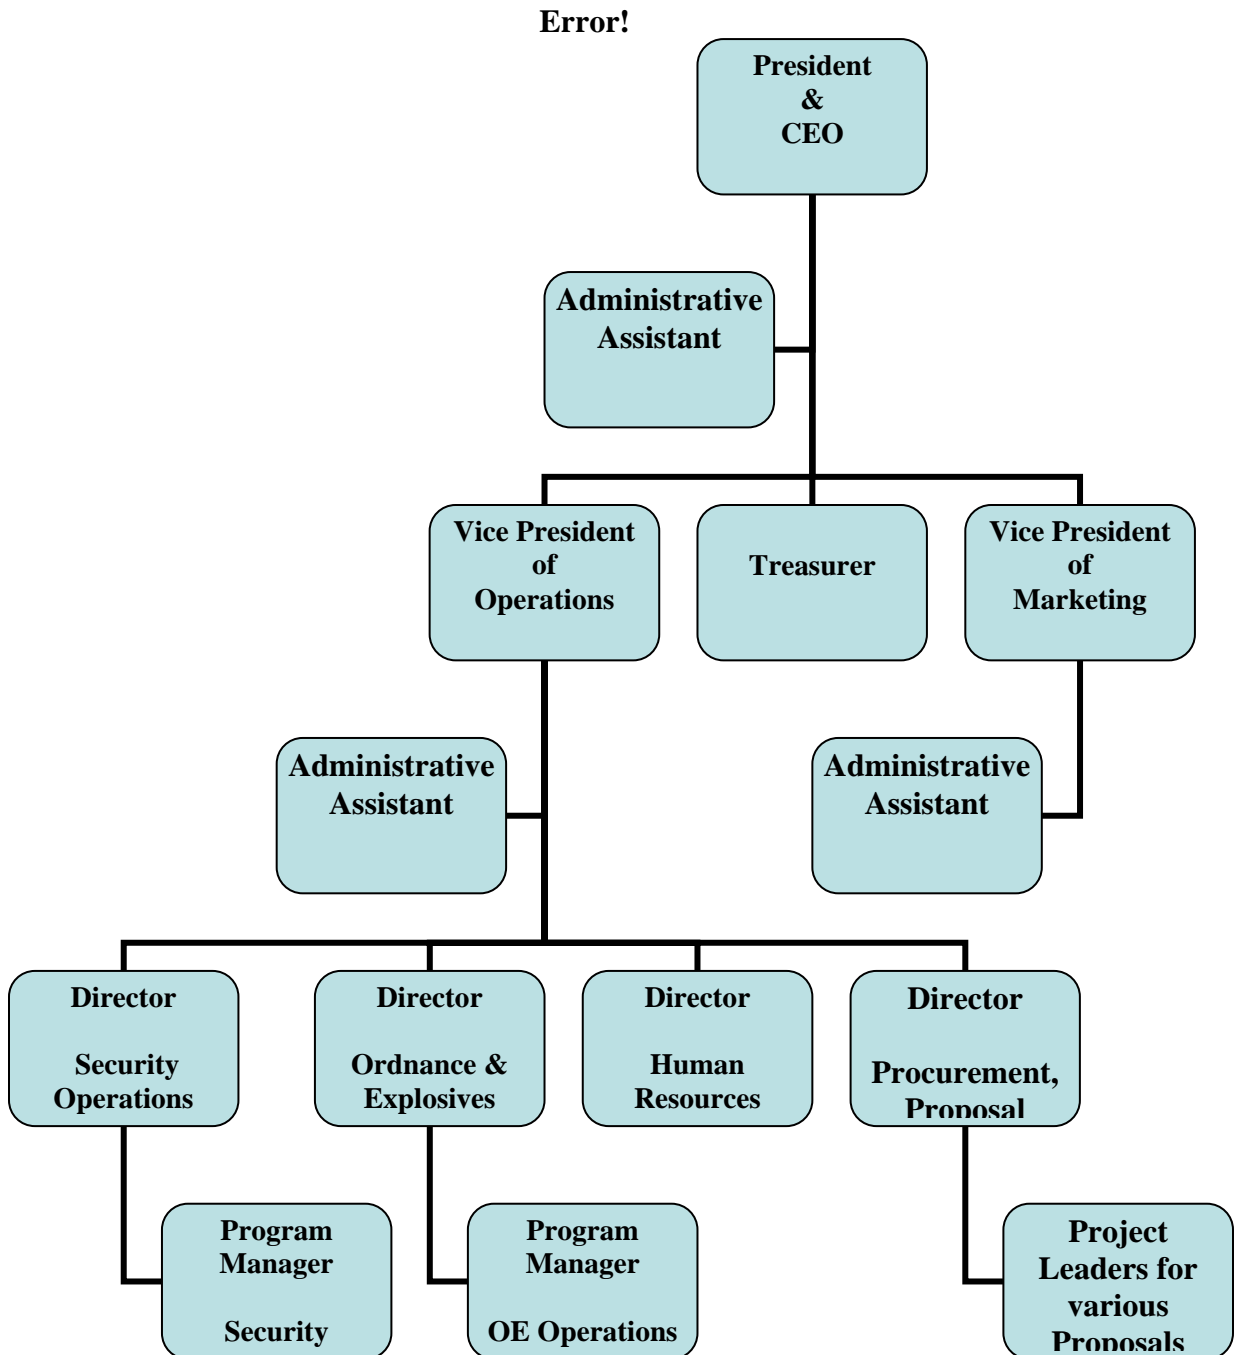 Error!
President
&
CEO
Administrative
Assistant
Vice President
of
Operations
Treasurer
Vice President
of
Marketing
Administrative
Assistant
Administrative
Assistant
Director
Security
Operations
Director
Ordnance &
Explosives
Director
Human
Resources
Director
Procurement,
Proposal
Program
Manager
Security
Program
Manager
OE Operations
Project
Leaders for
various
Proposals